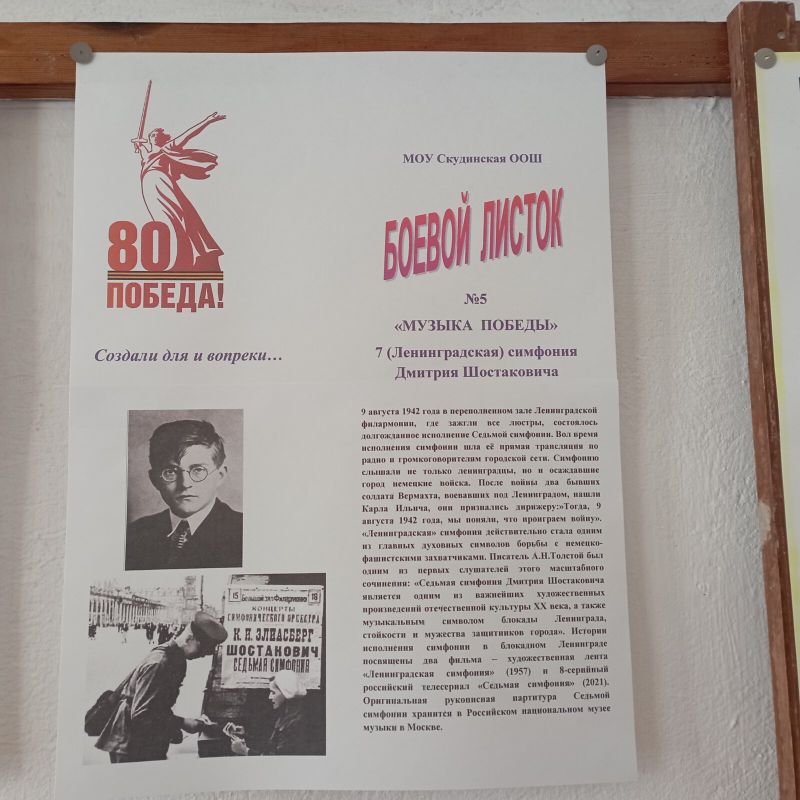 80
ПОБЕДА!
Создали для и вопреки…
МОУ Скудинская ООШ
БОЕВОЙ ЛИСТОК
№5
«МУЗЫКА ПОБЕДЫ»
7 (Ленинградская) симфония
Дмитрия Шостаковича
9 августа 1942 года в переполненном зале Ленинградской
филармонии, где зажгли все люстры, состоялось
долгожданное исполнение Седьмой симфонии. Вол время
исполнения симфонии шла её прямая трансляция по
радио и громкоговорителям городской сети. Симфонию
слышали не только ленинградцы, но и осаждавшие
город немецкие войска. После войны два бывших
солдата Вермахта, воевавших под Ленинградом, нашли
Карла Ильича, они признались дирижеру:»Тогда, 9
августа 1942 года, мы поняли, что проиграем войну».
«Ленинградская» симфония действительно стала одним
из главных духовных символов борьбы с немецко-
фашистскими захватчиками. Писатель А.Н.Толстой был
одним из первых слушателей этого масштабного
сочинения: «Седьмая симфония Дмитрия Шостаковича
является одним из важнейших художественных
произведений отечественной культуры XX века, а также
музыкальным символом блокады Ленинграда,
стойкости и мужества защитников города». Истории
исполнения симфонии в блокадном Ленинграде
посвящены два фильма – художественная лента
«Ленинградская симфония» (1957) и 8-серийный
российский телесериал «Седьмая симфония» (2021).
Оригинальная рукописная партитура Седьмой
симфонии хранится в Российском национальном музее
музыки в Москве.
15 Большой зал Филармонии 18
КОНЦЕРТЫ
СИМФОНИЧЕСКОГО ОРКЕСТРА
К. И. ЭЛИАСБЕРГ
ШОСТАКОВИЧ
СЕДЬМАЯ СИМФОНИЯ